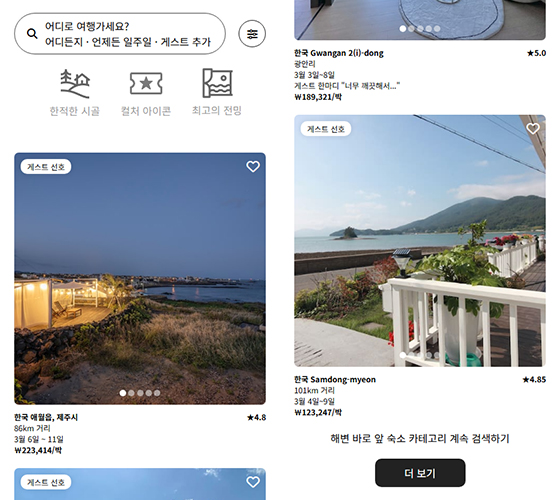 어디로 여행가세요?
어디든지 · 언제든 일주일 · 게스트 추가
한적한 시골
컬처 아이콘
최고의 전망
게스트 선호
한국 애월읍, 제주시
★4.8
86km 거리
3월 6일 ~ 11일
₩223,414/박
게스트 선호
한국 Gwangan 2(i)-dong
★5.0
광안리
3월 3일~8일
게스트 한마디 "너무 깨끗해서..."
₩189,321/박
게스트 선호
한국 Samdong-myeon
★4.85
101km 거리
3월 4일~9일
₩123,247/박
해변 바로 앞 숙소 카테고리 계속 검색하기
더 보기